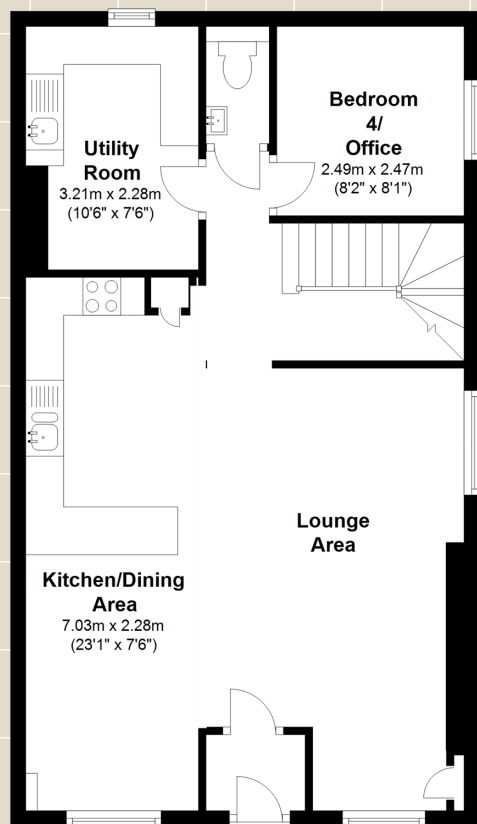 Utility
Room
3.21m x 2.28m
(10'6" x 7'6")
Bedroom
4/
Office
2.49m x 2.47m
(8'2" x 8'1")
Lounge
Area
Kitchen/Dining
Area
7.03m x 2.28m
(23'1" x 7'6")